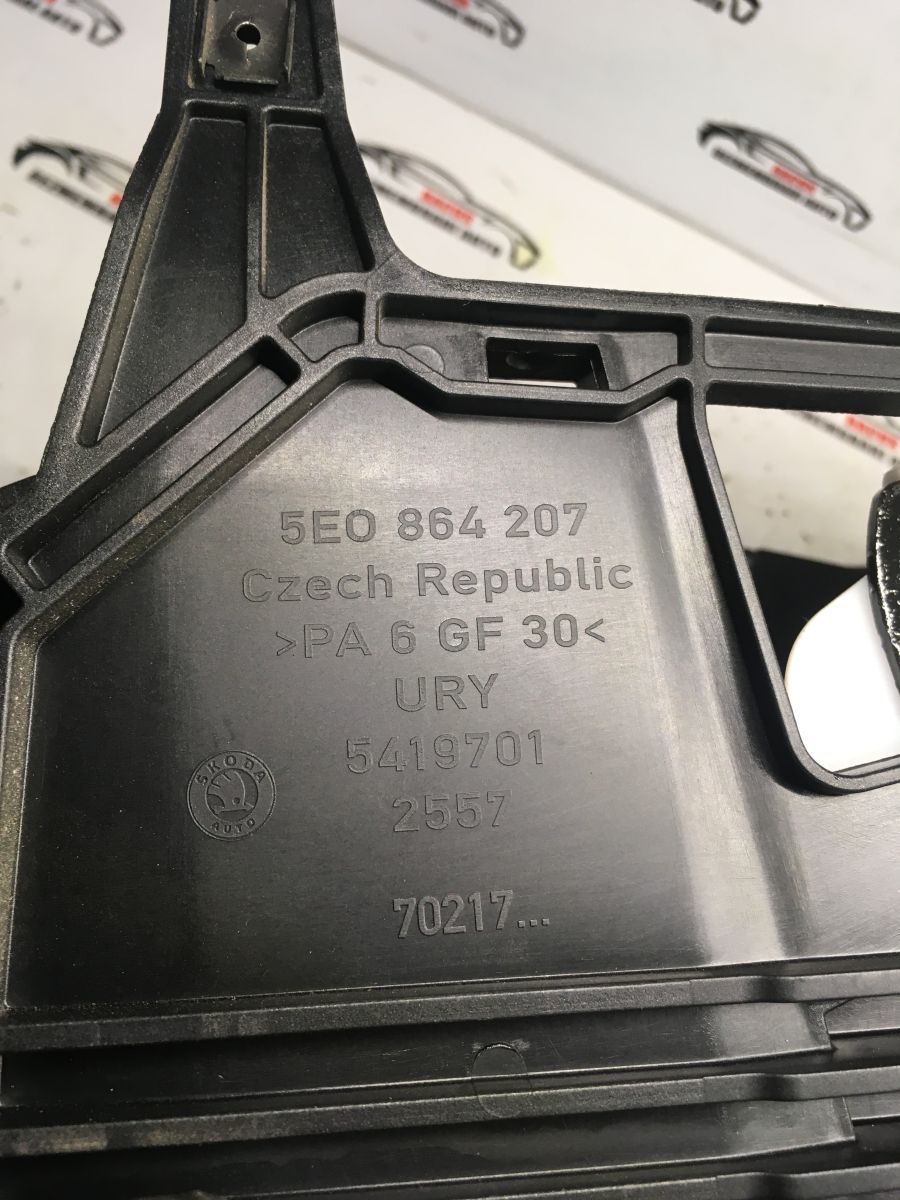 5E0 864 207
Czech Republic
>PA 6 GF 30<
URY
5419701
2557
ŠKODA
AUTO
70217...